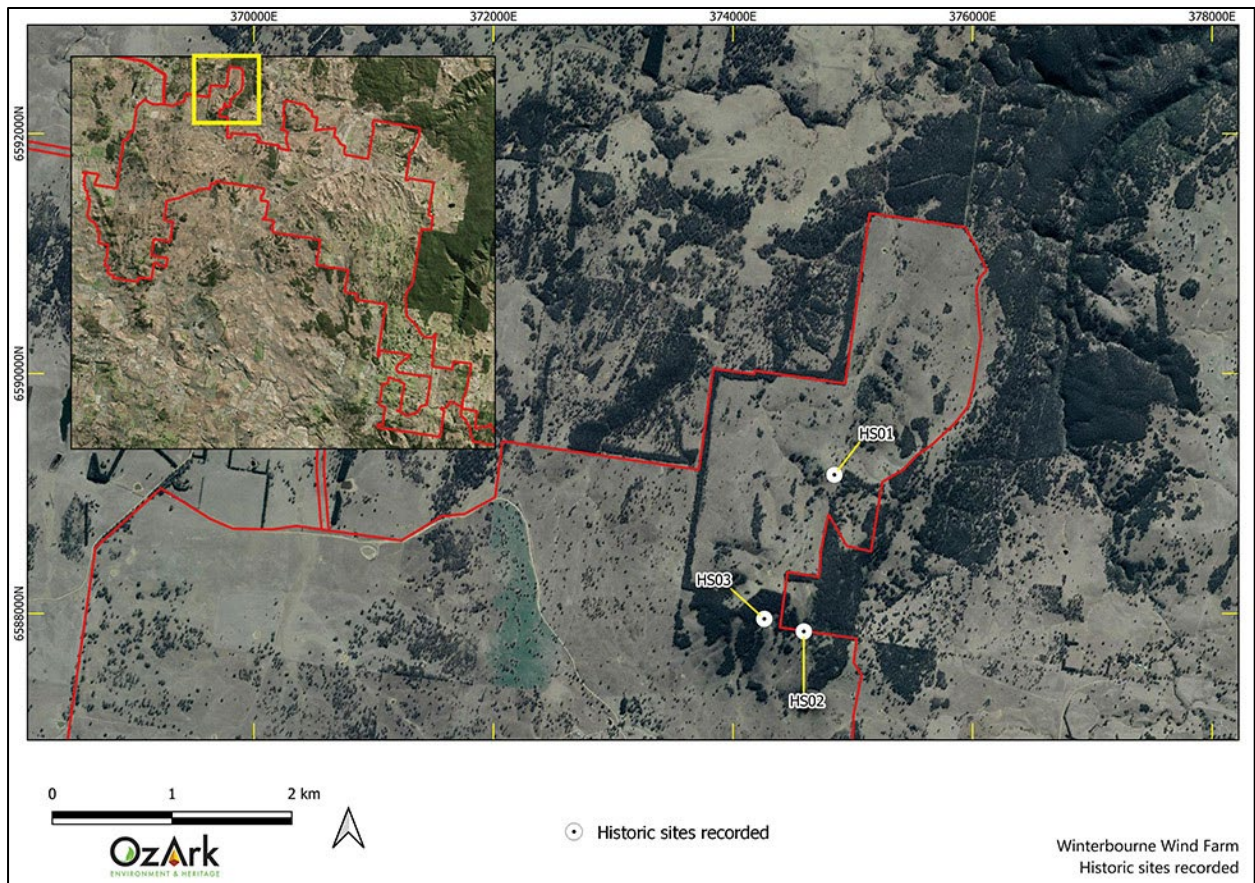 370000E
372000E
374000E
376000E
378000E
6592000N
6590000N
6588000N
HS01
HS03
HS02
0 1 2 km
OzArk
ENVIRONMENT & HERITAGE
Historic sites recorded
Winterbourne Wind Farm
Historic sites recorded